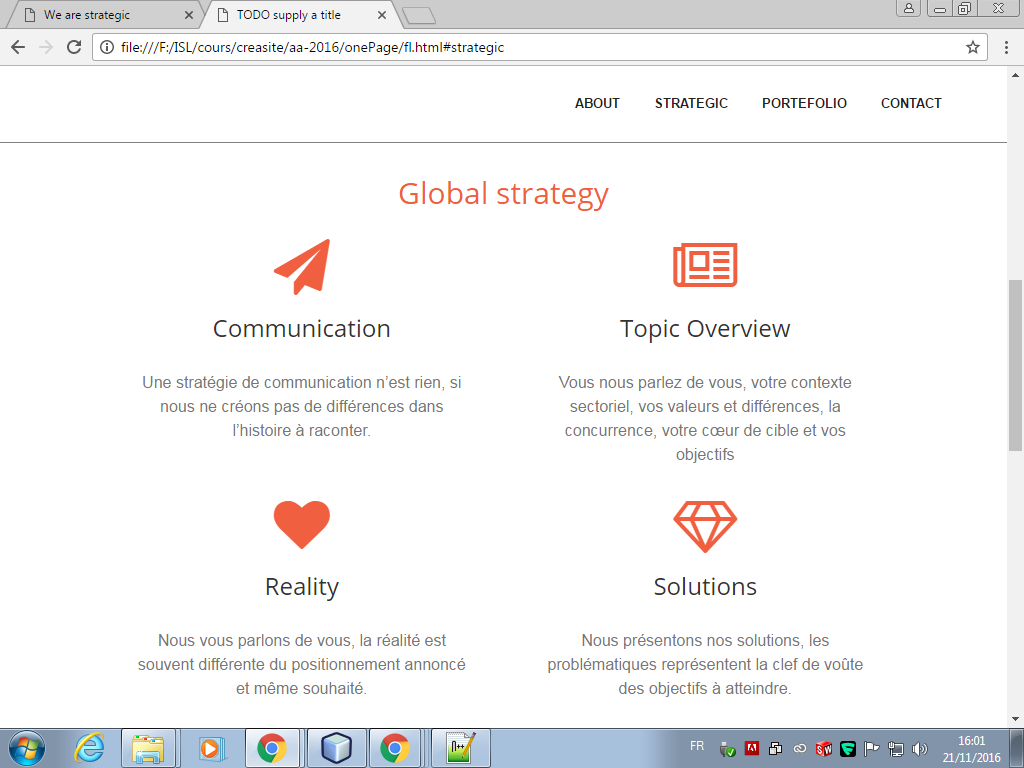 We are strategic
TODO supply a title
file:///F:/ISL/cours/creasite/aa-2016/onePage/fl.html#strategic
ABOUT STRATEGIC PORTEFOLIO CONTACT
Global strategy
Communication
Une stratégie de communication n’est rien, si
nous ne créons pas de différences dans
l’histoire à raconter.
Topic Overview
Vous nous parlez de vous, votre contexte
sectoriel, vos valeurs et différences, la
concurrence, votre cœur de cible et vos
objectifs
Reality
Nous vous parlons de vous, la réalité est
souvent différente du positionnement annoncé
et même souhaité.
Solutions
Nous présentons nos solutions, les
problématiques représentent la clef de voûte
des objectifs à atteindre.
FR
16:01
21/11/2016